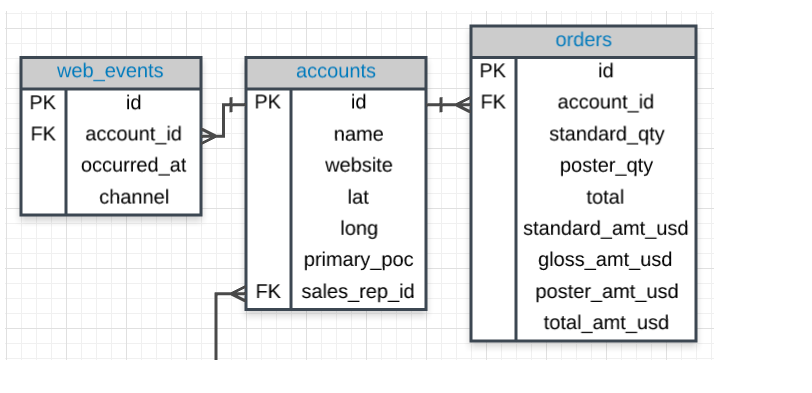 web_events
PK id
FK account_id
occurred_at
channel
accounts
PK id
name
website
lat
long
primary_poc
FK sales_rep_id
orders
PK id
FK account_id
standard_qty
poster_qty
total
standard_amt_usd
gloss_amt_usd
poster_amt_usd
total_amt_usd